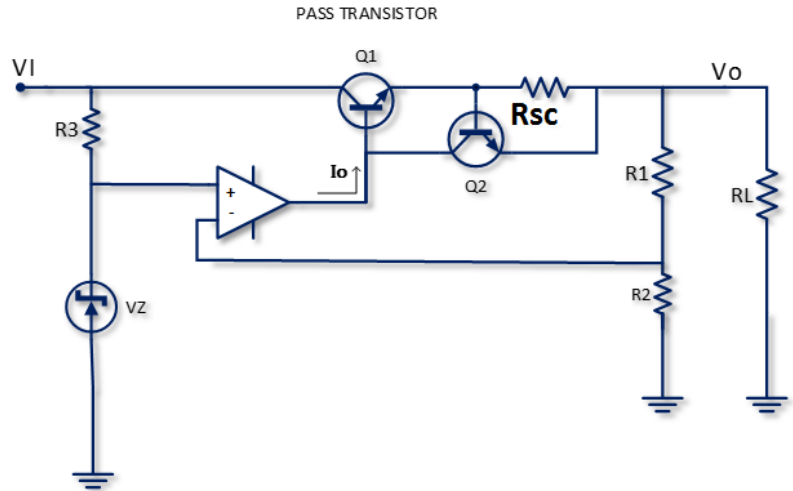 PASS TRANSISTOR
Q1
VI
Vo
Rsc
R3
Io
Q2
R1
RL
+
-
VZ
R2